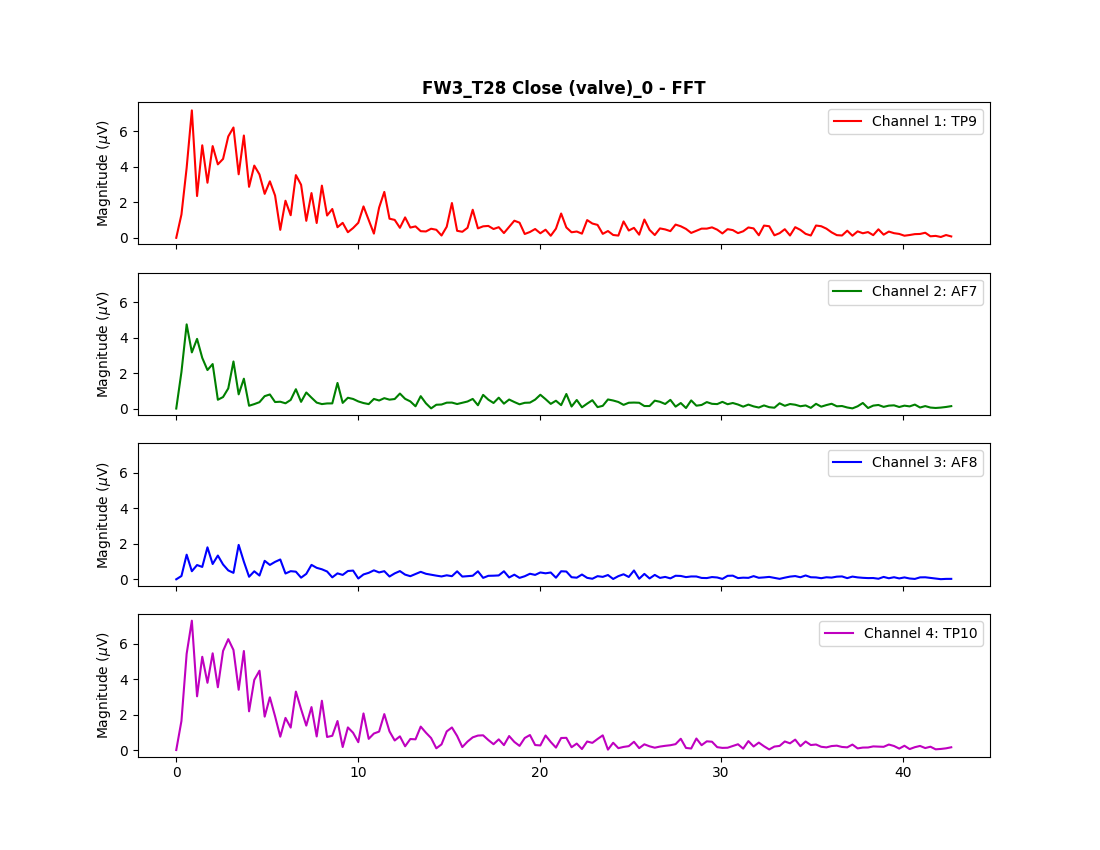 FW3_T28 Close (valve)_0 - FFT
Magnitude (μV)
6
4
2
0
Channel 1: TP9
Magnitude (μV)
6
4
2
0
Channel 2: AF7
Magnitude (μV)
6
4
2
0
Channel 3: AF8
Magnitude (μV)
6
4
2
0
Channel 4: TP10
0 10 20 30 40